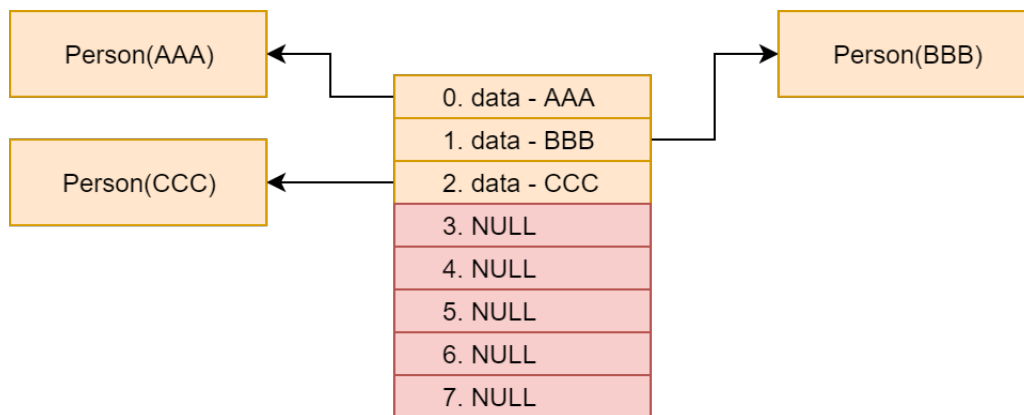 Person(AAA)
Person(BBB)
0. data - AAA
1. data - BBB
Person(CCC)
2. data - CCC
3. NULL
4. NULL
5. NULL
6. NULL
7. NULL